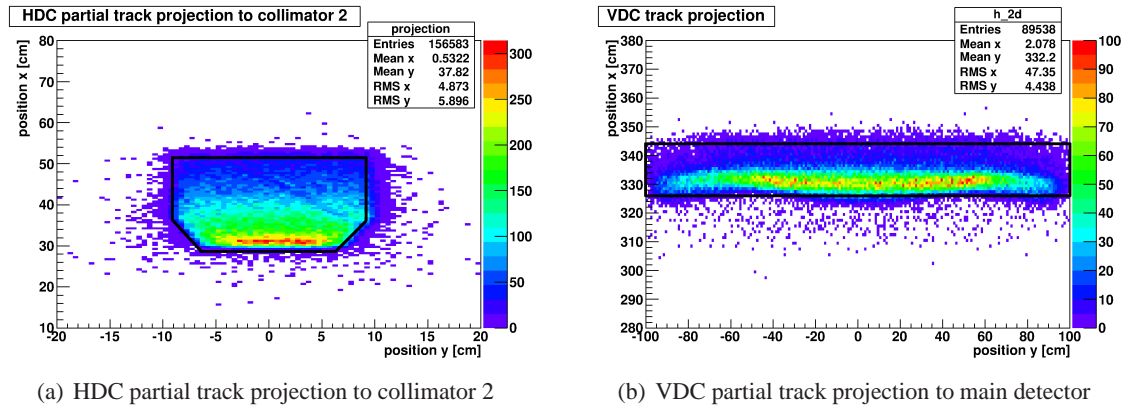 HDC partial track projection to collimator 2
projection
Entries 156583
Mean x 0.5322
Mean y 37.82
RMS x 4.873
RMS y 5.896
position x [cm]
80
70
60
50
40
30
20
10
-20 -15 -10 -5 0 5 10 15 20
position y [cm]
300
250
200
150
100
50
0
VDC track projection
h_2d
Entries 89538
Mean x 2.078
Mean y 332.2
RMS x 47.35
RMS y 4.438
position x [cm]
380
360
340
320
300
280
-100 -80 -60 -40 -20 0 20 40 60 80 100
position y [cm]
100
90
80
70
60
50
40
30
20
10
0
(a) HDC partial track projection to collimator 2
(b) VDC partial track projection to main detector